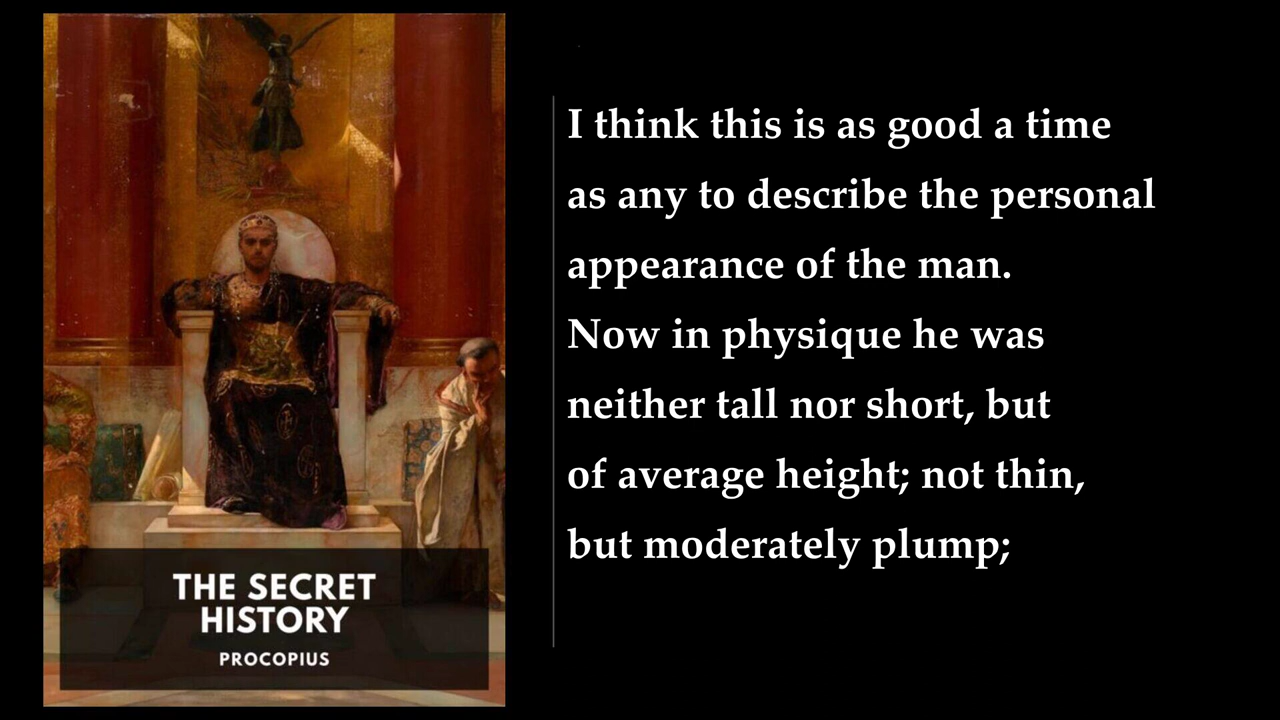 THE SECRET
HISTORY
PROCOPIUS
I think this is as good a time
as any to describe the personal
appearance of the man.
Now in physique he was
neither tall nor short, but
of average height; not thin,
but moderately plump;